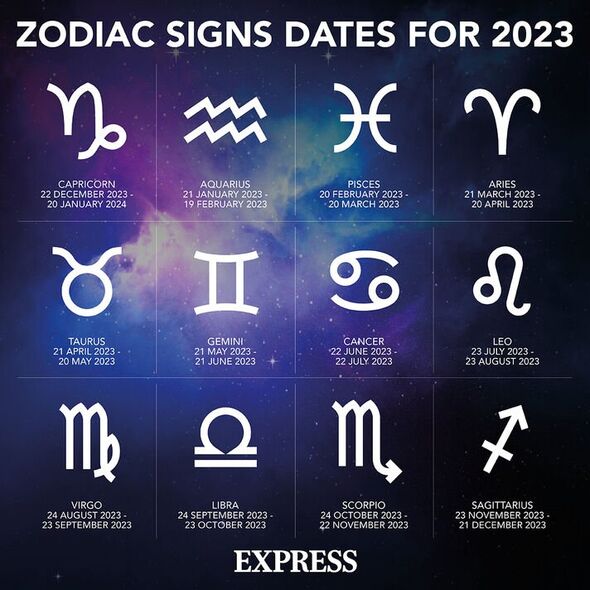 ZODIAC SIGNS DATES FOR 2023
CAPRICORN
22 DECEMBER 2023 -
20 JANUARY 2024
AQUARIUS
21 JANUARY 2023 -
19 FEBRUARY 2023
PISCES
20 FEBRUARY 2023 -
20 MARCH 2023
ARIES
21 MARCH 2023 -
20 APRIL 2023
TAURUS
21 APRIL 2023 -
20 MAY 2023
GEMINI
21 MAY 2023 -
21 JUNE 2023
CANCER
22 JUNE 2023 -
22 JULY 2023
LEO
23 JULY 2023 -
23 AUGUST 2023
VIRGO
24 AUGUST 2023 -
23 SEPTEMBER 2023
LIBRA
24 SEPTEMBER 2023 -
23 OCTOBER 2023
SCORPIO
24 OCTOBER 2023 -
22 NOVEMBER 2023
SAGITTARIUS
23 NOVEMBER 2023 -
21 DECEMBER 2023
EXPRESS